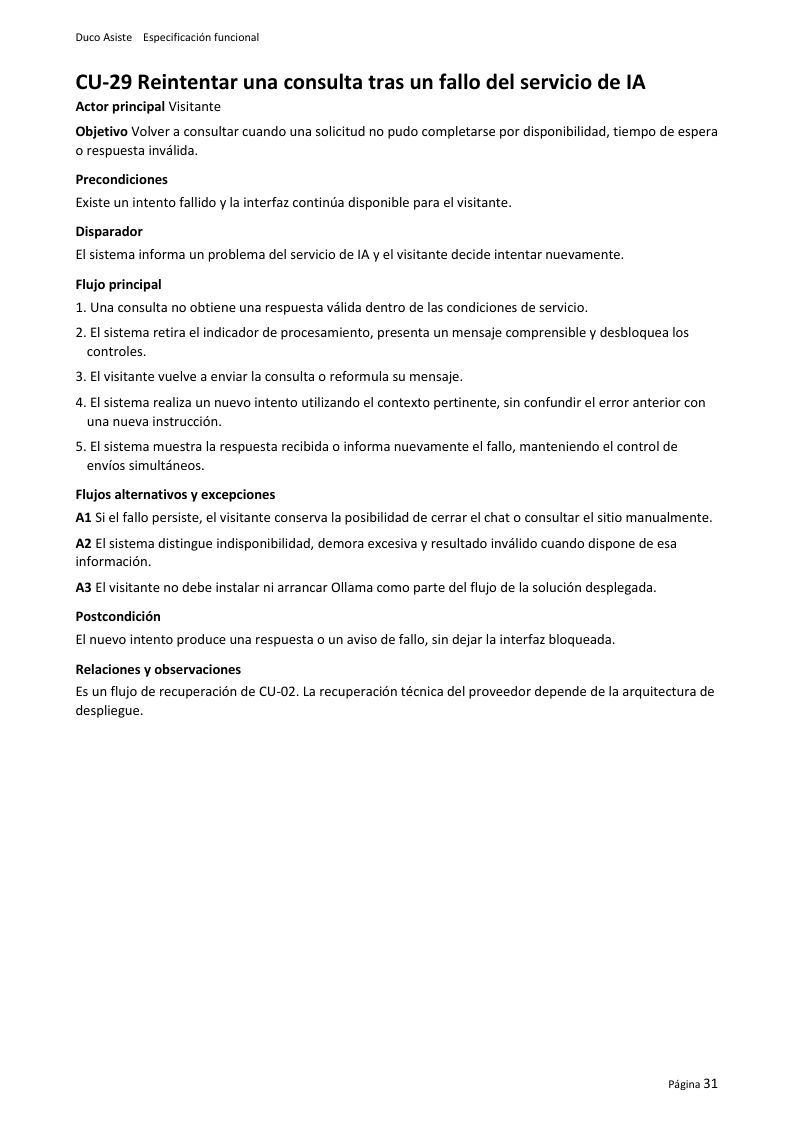 Duco Asiste Especificación funcional
CU-29 Reintentar una consulta tras un fallo del servicio de IA
Actor principal Visitante
Objetivo Volver a consultar cuando una solicitud no pudo completarse por disponibilidad, tiempo de espera
o respuesta inválida.
Precondiciones
Existe un intento fallido y la interfaz continúa disponible para el visitante.
Disparador
El sistema informa un problema del servicio de IA y el visitante decide intentar nuevamente.
Flujo principal
1. Una consulta no obtiene una respuesta válida dentro de las condiciones de servicio.
2. El sistema retira el indicador de procesamiento, presenta un mensaje comprensible y desbloquea los
controles.
3. El visitante vuelve a enviar la consulta o reformula su mensaje.
4. El sistema realiza un nuevo intento utilizando el contexto pertinente, sin confundir el error anterior con
una nueva instrucción.
5. El sistema muestra la respuesta recibida o informa nuevamente el fallo, manteniendo el control de
envíos simultáneos.
Flujos alternativos y excepciones
A1 Si el fallo persiste, el visitante conserva la posibilidad de cerrar el chat o consultar el sitio manualmente.
A2 El sistema distingue indisponibilidad, demora excesiva y resultado inválido cuando dispone de esa
información.
A3 El visitante no debe instalar ni arrancar Ollama como parte del flujo de la solución desplegada.
Postcondición
El nuevo intento produce una respuesta o un aviso de fallo, sin dejar la interfaz bloqueada.
Relaciones y observaciones
Es un flujo de recuperación de CU-02. La recuperación técnica del proveedor depende de la arquitectura de
despliegue.
Página 31